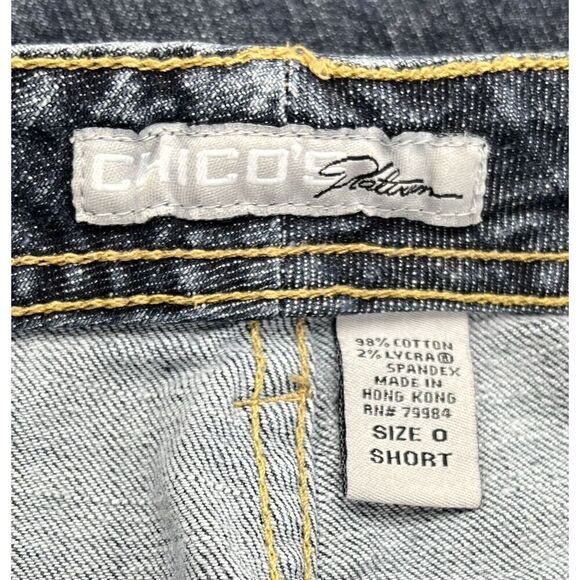 CHICO'S Platinum
98% COTTON
2% LYCRA®
SPANDEX
MADE IN
HONG KONG
RN# 79984
SIZE 0
SHORT